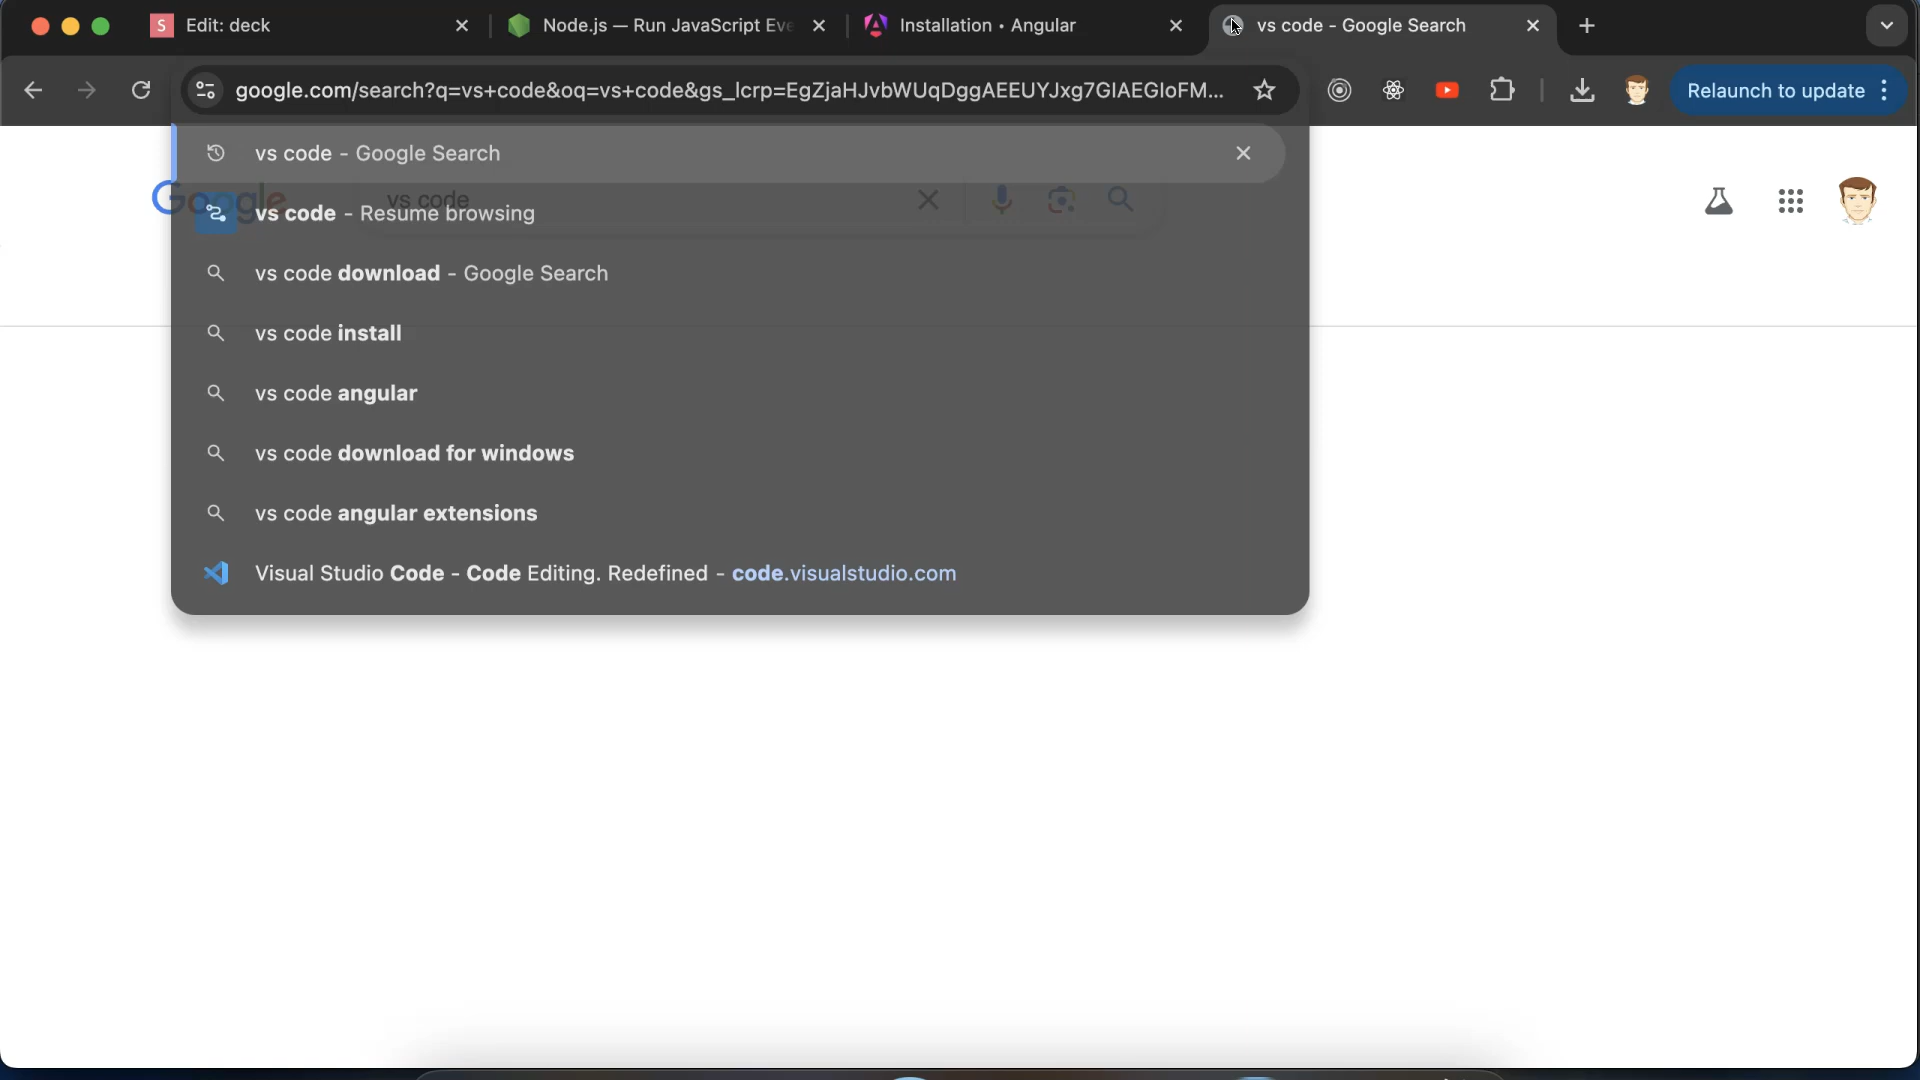 S Edit: deck
Node.js — Run JavaScript Eve
Installation • Angular
vs code - Google Search
google.com/search?q=vs+code&oq=vs+code&gs_lcrp=EgZjaHJvbWUqDggAEEUYJxg7GIAEGIoFM...
Relaunch to update
vs code - Google Search
Google
vs code
vs code - Resume browsing
vs code download - Google Search
vs code install
vs code angular
vs code download for windows
vs code angular extensions
Visual Studio Code - Code Editing. Redefined - code.visualstudio.com